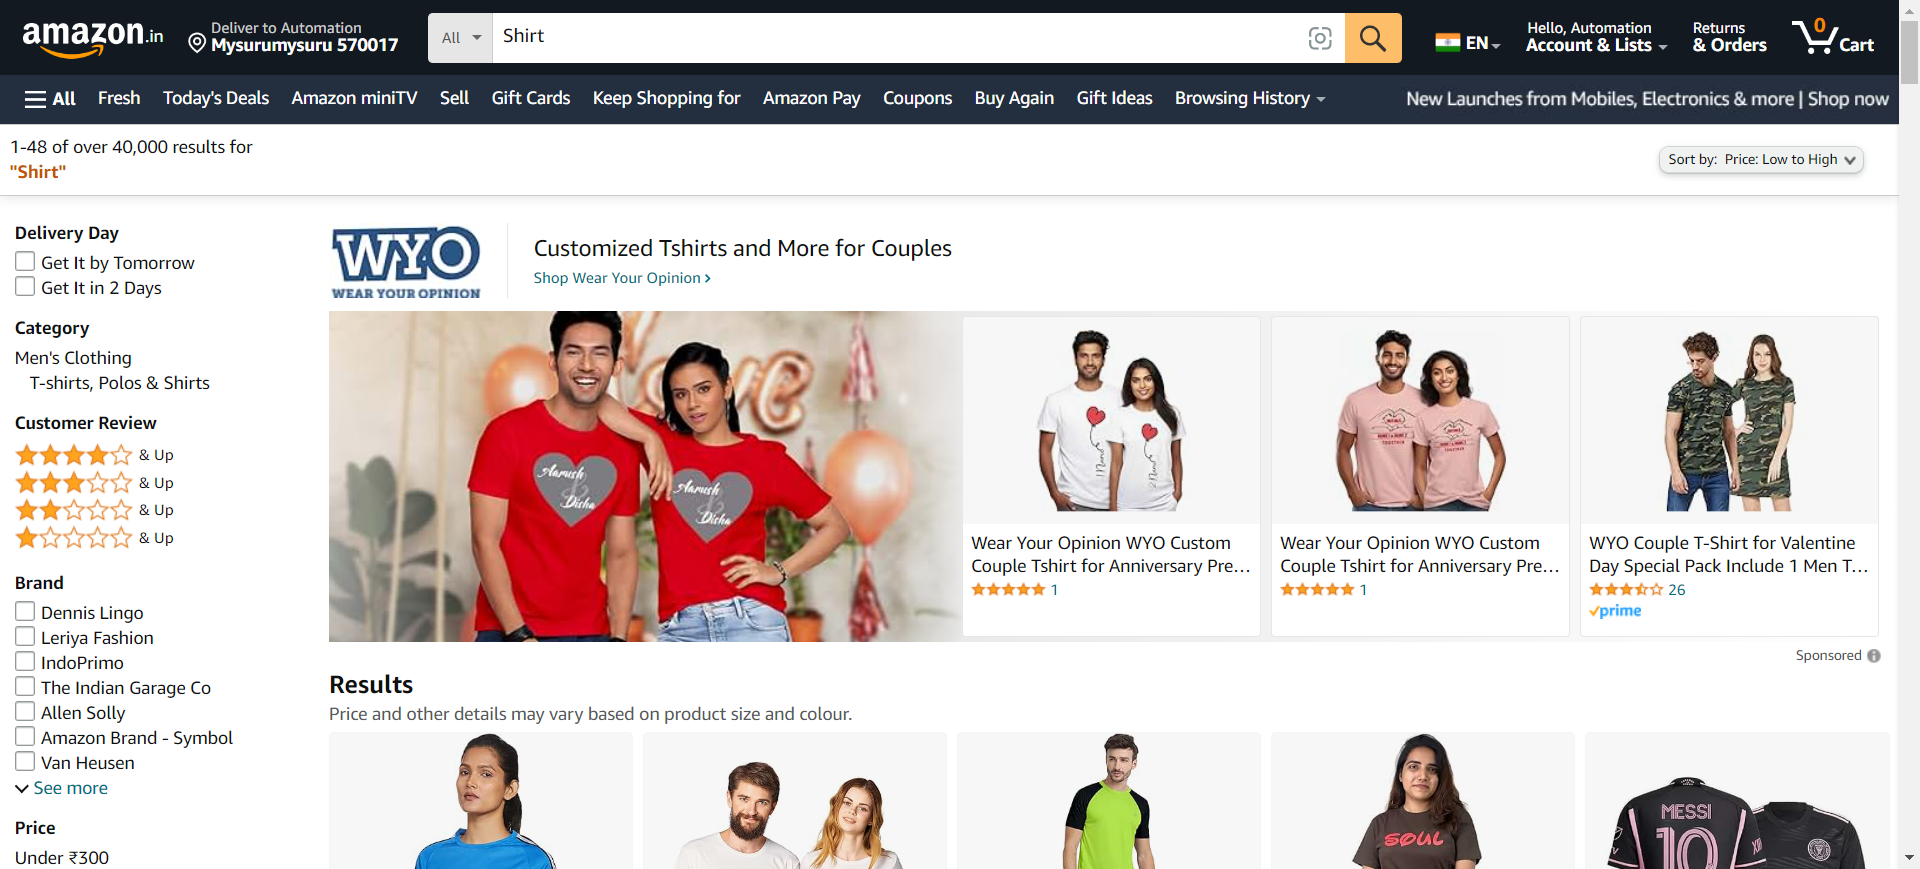 amazon.in
Deliver to Automation
Mysurumysuru 570017
All
Shirt
EN
Hello, Automation
Account & Lists
Returns
& Orders
0
Cart
All
Fresh
Today's Deals
Amazon miniTV
Sell
Gift Cards
Keep Shopping for
Amazon Pay
Coupons
Buy Again
Gift Ideas
Browsing History
New Launches from Mobiles, Electronics & more | Shop now
1-48 of over 40,000 results for
"Shirt"
Sort by: Price: Low to High
Delivery Day
Get It by Tomorrow
Get It in 2 Days
Category
Men's Clothing
T-shirts, Polos & Shirts
Customer Review
& Up
& Up
& Up
& Up
Brand
Dennis Lingo
Leriya Fashion
IndoPrimo
The Indian Garage Co
Allen Solly
Amazon Brand - Symbol
Van Heusen
See more
Price
Under ₹300
WYO
WEAR YOUR OPINION
Customized Tshirts and More for Couples
Shop Wear Your Opinion ›
Aarush
&
Disha
Aarush
&
Disha
Wear Your Opinion WYO Custom
Couple Tshirt for Anniversary Pre...
1
Wear Your Opinion WYO Custom
Couple Tshirt for Anniversary Pre...
1
WYO Couple T-Shirt for Valentine
Day Special Pack Include 1 Men T...
26
prime
Sponsored
Results
Price and other details may vary based on product size and colour.
SOUL
MESSI
10